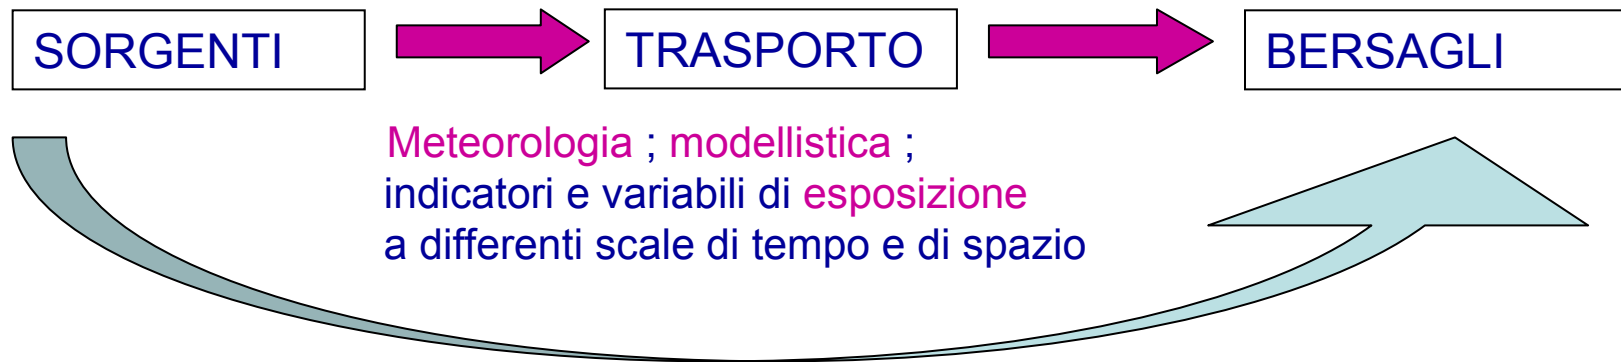 SORGENTI
TRASPORTO
BERSAGLI
Meteorologia ; modellistica ;
indicatori e variabili di esposizione
a differenti scale di tempo e di spazio